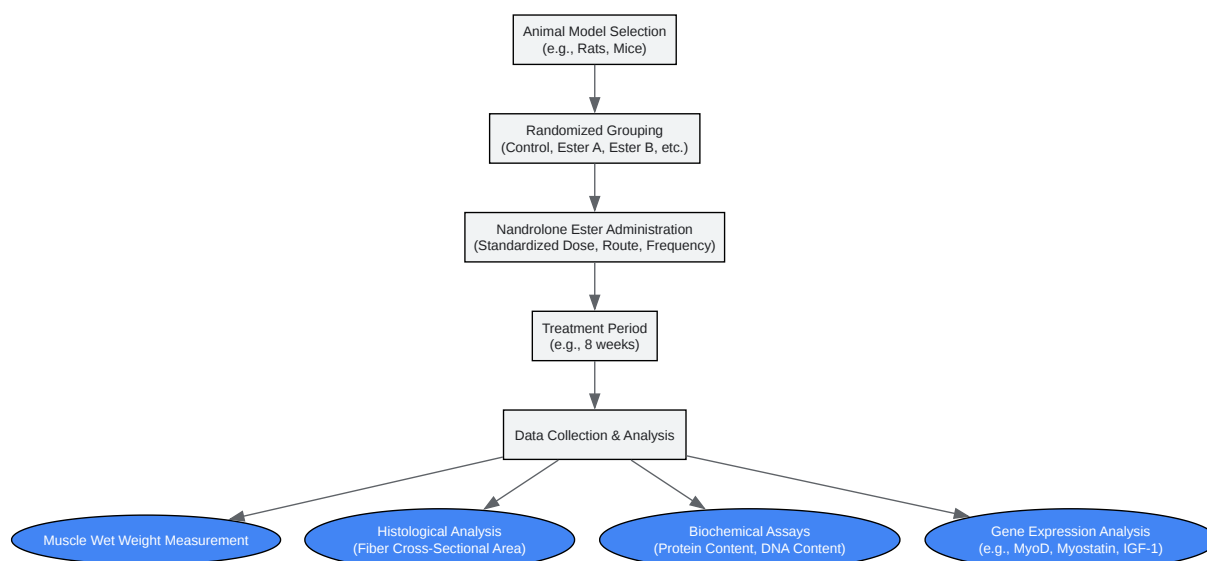 Animal Model Selection
(e.g., Rats, Mice)
Randomized Grouping
(Control, Ester A, Ester B, etc.)
Nandrolone Ester Administration
(Standardized Dose, Route, Frequency)
Treatment Period
(e.g., 8 weeks)
Data Collection & Analysis
Muscle Wet Weight Measurement
Histological Analysis
(Fiber Cross-Sectional Area)
Biochemical Assays
(Protein Content, DNA Content)
Gene Expression Analysis
(e.g., MyoD, Myostatin, IGF-1)